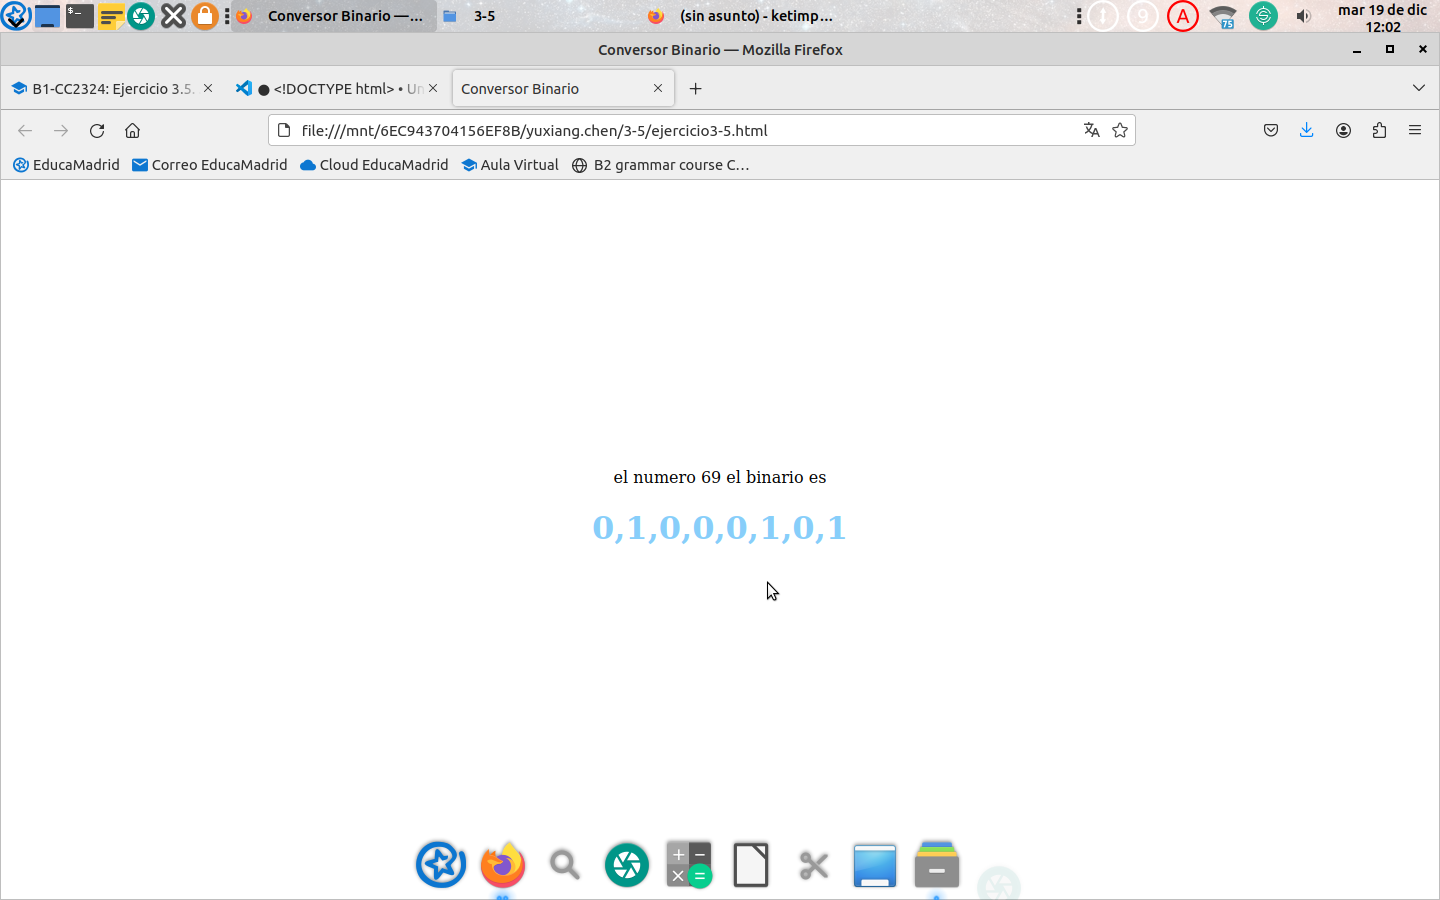 Conversor Binario —...
3-5
(sin asunto) - ketimp...
9
A
75
mar 19 de dic
12:02
Conversor Binario — Mozilla Firefox
B1-CC2324: Ejercicio 3.5.
<!DOCTYPE html> • Un
Conversor Binario
file:///mnt/6EC943704156EF8B/yuxiang.chen/3-5/ejercicio3-5.html
EducaMadrid
Correo EducaMadrid
Cloud EducaMadrid
Aula Virtual
B2 grammar course C...
el numero 69 el binario es
0,1,0,0,0,1,0,1